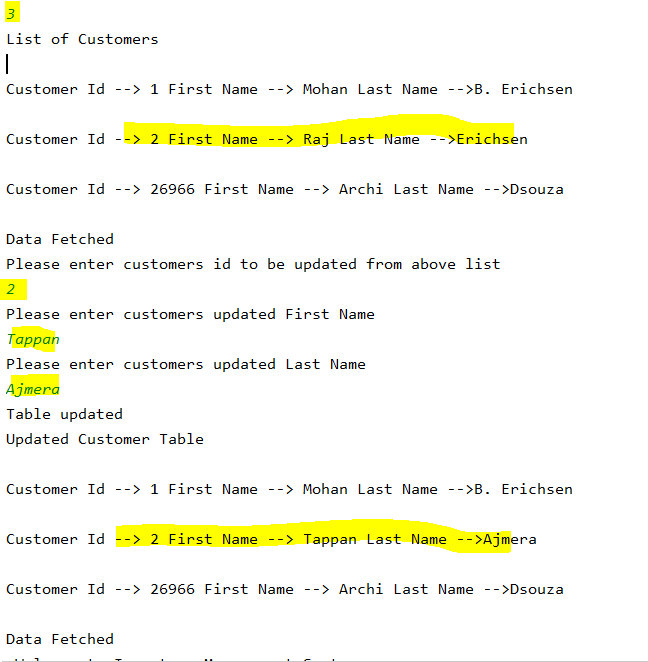 3
List of Customers
Customer Id --> 1 First Name --> Mohan Last Name -->B. Erichsen
Customer Id --> 2 First Name --> Raj Last Name -->Erichsen
Customer Id --> 26966 First Name --> Archi Last Name -->Dsouza
Data Fetched
Please enter customers id to be updated from above list
2
Please enter customers updated First Name
Tappan
Please enter customers updated Last Name
Ajmera
Table updated
Updated Customer Table
Customer Id --> 1 First Name --> Mohan Last Name -->B. Erichsen
Customer Id --> 2 First Name --> Tappan Last Name -->Ajmera
Customer Id --> 26966 First Name --> Archi Last Name -->Dsouza
Data Fetched